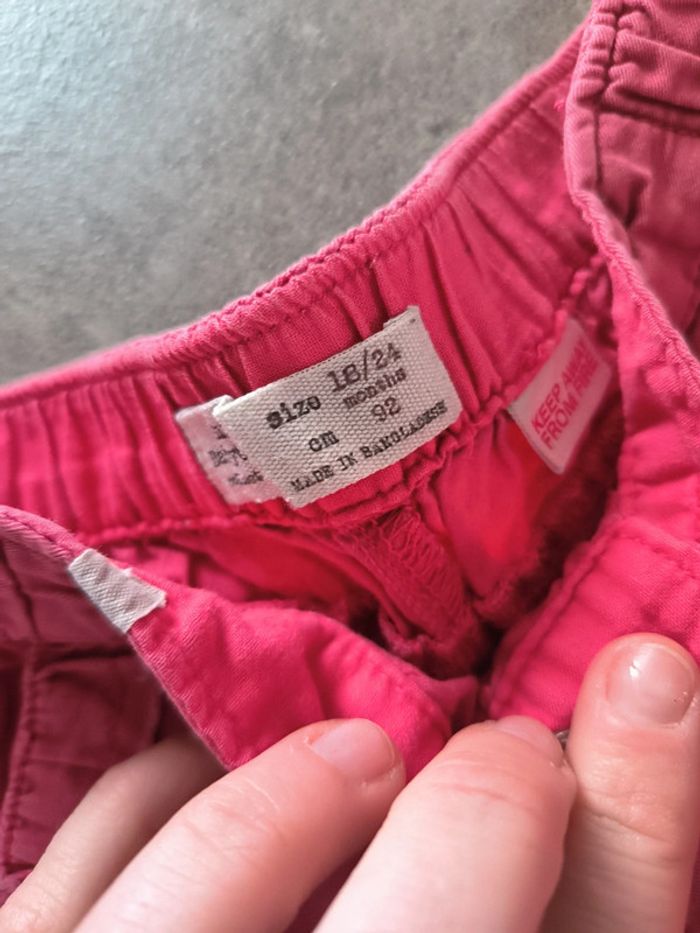 size 18/24
months
cm 92
MADE IN BANGLADESH
KEEP AWAY
FROM FIRE